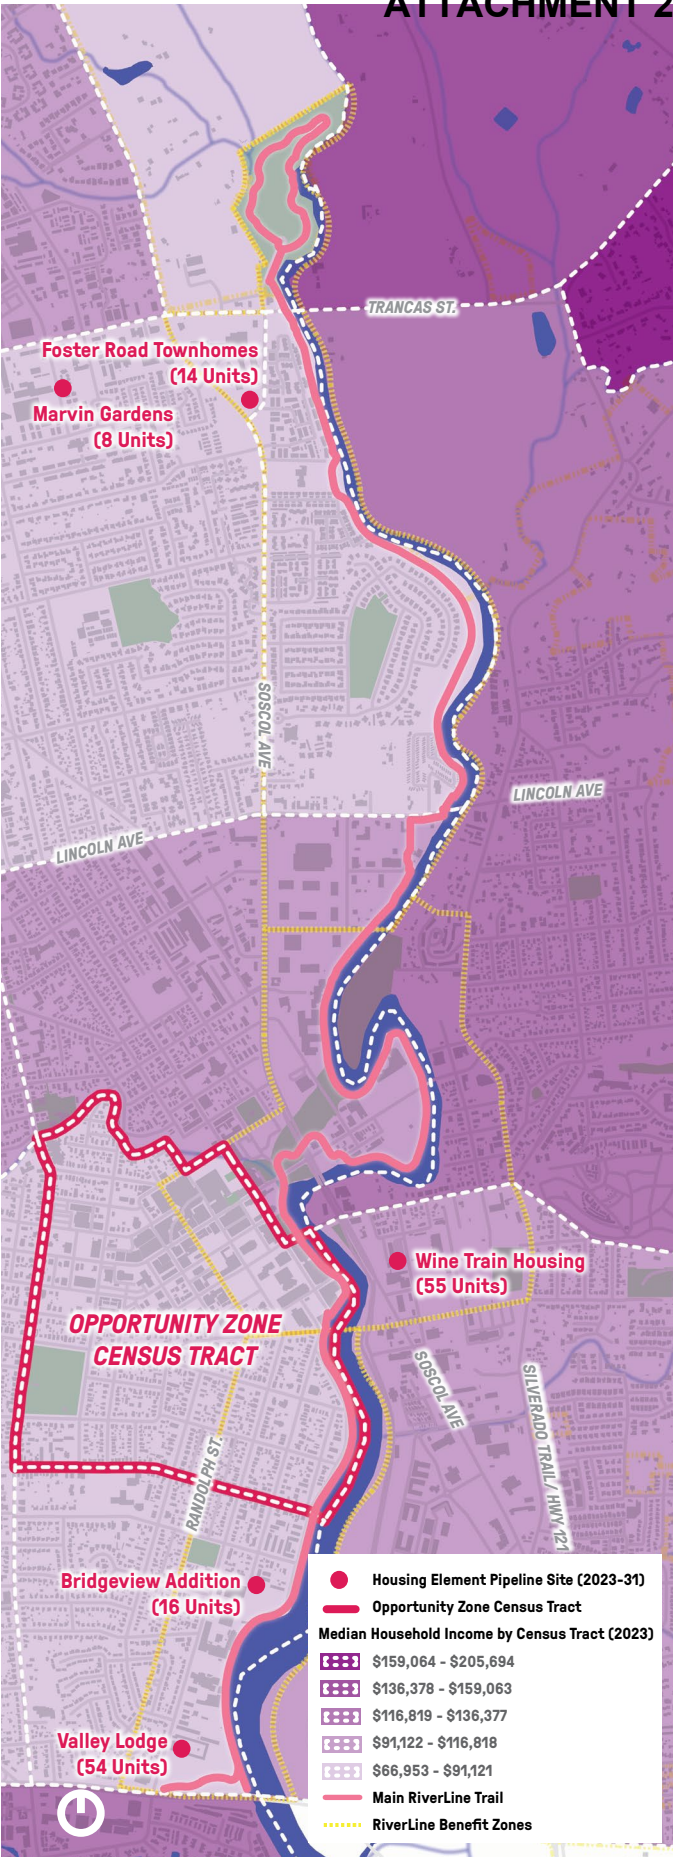 ATTACHMENT 2
TRANCAS ST.
Foster Road Townhomes
(14 Units)
Marvin Gardens
(8 Units)
SOSCOL AVE
LINCOLN AVE
LINCOLN AVE
Wine Train Housing
(55 Units)
OPPORTUNITY ZONE
CENSUS TRACT
SOSCOL AVE
SILVERADO TRAIL / HWY 121
RANDOLPH ST.
Bridgeview Addition
(16 Units)
Valley Lodge
(54 Units)
Housing Element Pipeline Site (2023-31)
Opportunity Zone Census Tract
Median Household Income by Census Tract (2023)
$159,064 - $205,694
$136,378 - $159,063
$116,819 - $136,377
$91,122 - $116,818
$66,953 - $91,121
Main RiverLine Trail
RiverLine Benefit Zones